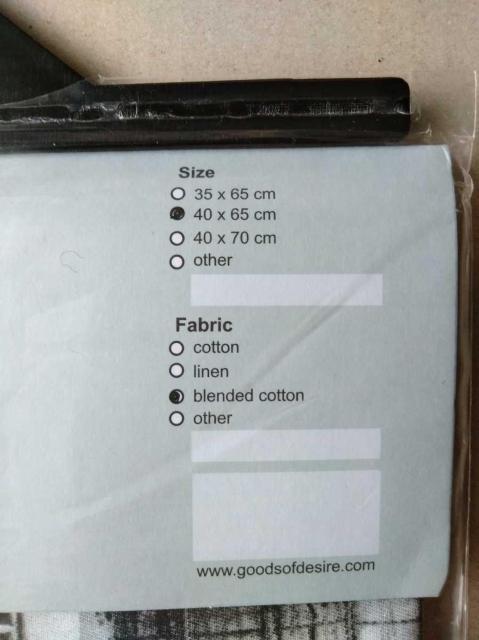 Size
35 x 65 cm
40 x 65 cm
40 x 70 cm
other
Fabric
cotton
linen
blended cotton
other
www.goodsofdesire.com